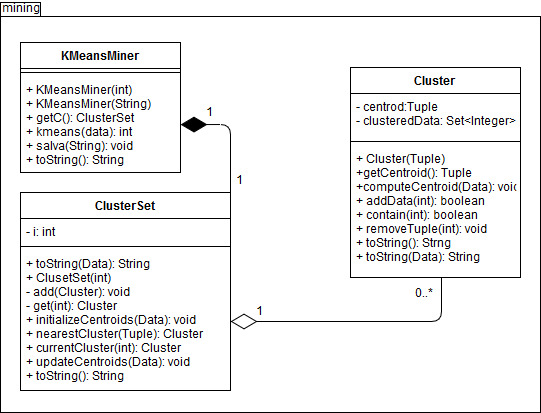 mining
KMeansMiner
+ KMeansMiner(int)
+ KMeansMiner(String)
+ getC(): ClusterSet
+ kmeans(data): int
+ salva(String): void
+ toString(): String
1
1
ClusterSet
- i: int
+ toString(Data): String
+ ClusetSet(int)
- add(Cluster): void
- get(int): Cluster
+ initializeCentroids(Data): void
+ nearestCluster(Tuple): Cluster
+ currentCluster(int): Cluster
+ updateCentroids(Data): void
+ toString(): String
1
0..*
Cluster
- centrod:Tuple
- clusteredData: Set<Integer>
+ Cluster(Tuple)
+getCentroid(): Tuple
+computeCentroid(Data): void
+ addData(int): boolean
+ contain(int): boolean
+ removeTuple(int): void
+ toString(): Strng
+ toString(Data): String